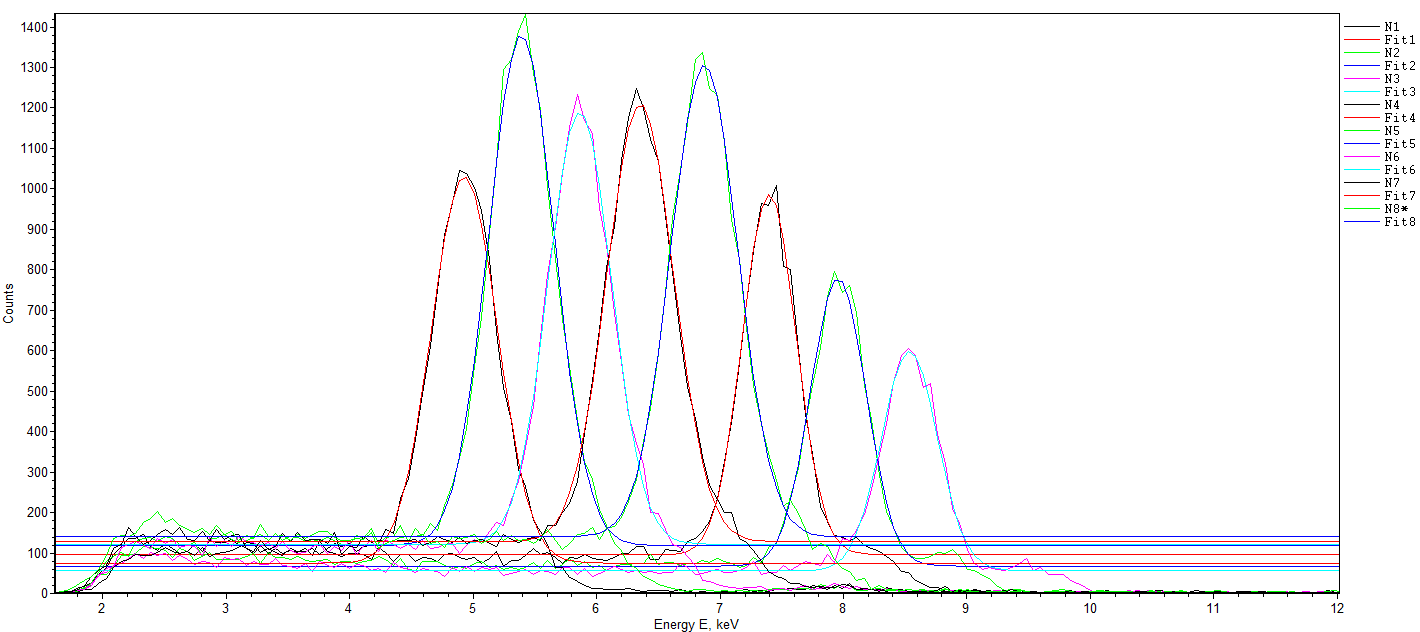 1400
1300
1200
1100
1000
900
800
700
600
500
400
300
200
100
0
Counts
2 3 4 5 6 7 8 9 10 11 12
Energy E, keV
N1
Fit1
N2
Fit2
N3
Fit3
N4
Fit4
N5
Fit5
N6
Fit6
N7
Fit7
N8*
Fit8